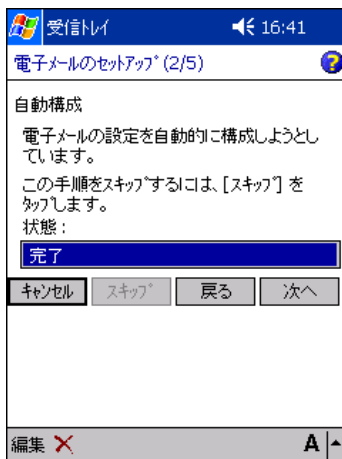 受信トレイ 16:41
電子メールのセットアップ (2/5)
自動構成
電子メールの設定を自動的に構成しようとし
ています。
この手順をスキップするには、[スキップ] を
タップします。
状態 :
完了
キャンセル スキップ 戻る 次へ
編集 A